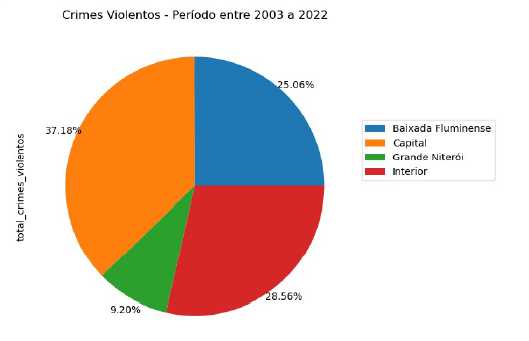 Crimes Violentos - Período entre 2003 a 2022
25.06%
37.18%
Baixada Fluminense
Capital
Grande Niterói
Interior
total_crimes_violentos
28.56%
9.20%